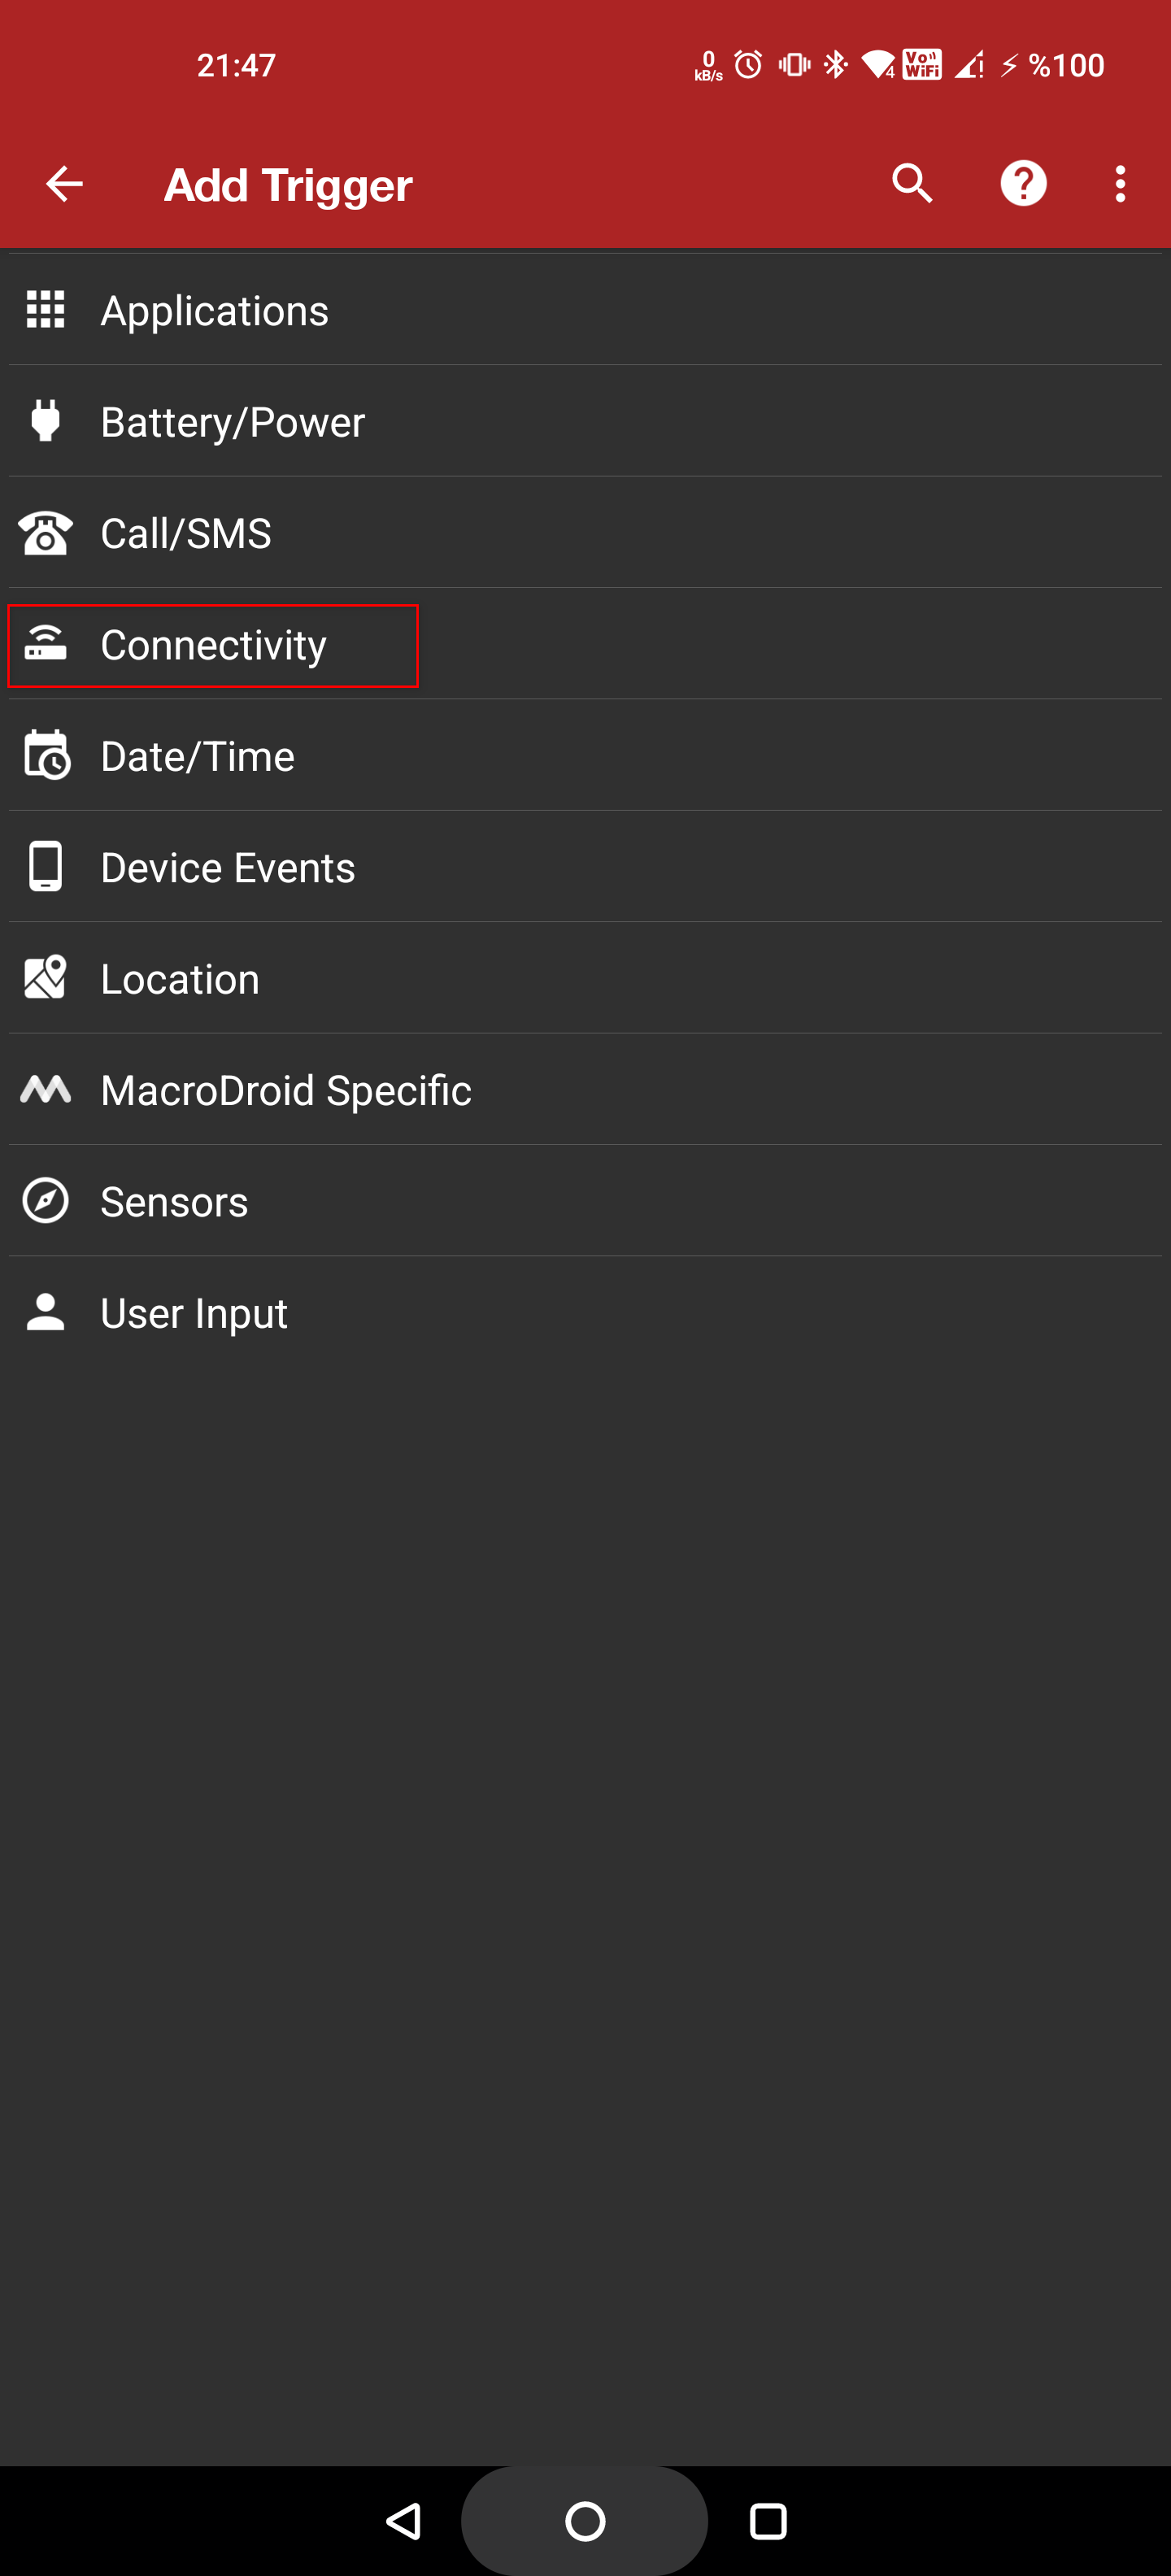 21:47
0
kB/s
4
Vo
WiFi
%100
Add Trigger
Applications
Battery/Power
Call/SMS
Connectivity
Date/Time
Device Events
Location
MacroDroid Specific
Sensors
User Input